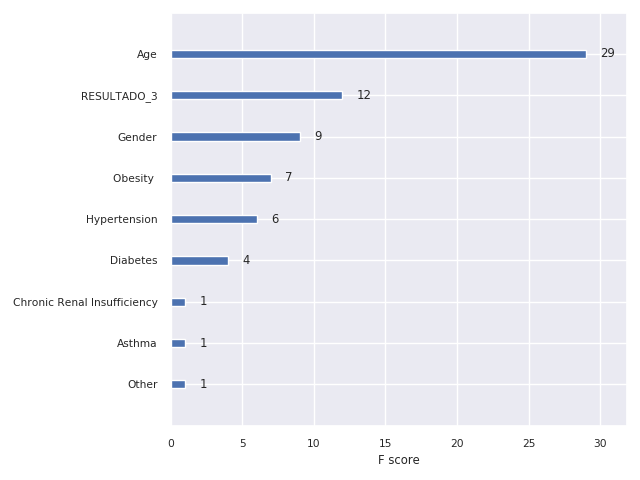 Age 29
RESULTADO_3 12
Gender 9
Obesity 7
Hypertension 6
Diabetes 4
Chronic Renal Insufficiency 1
Asthma 1
Other 1
0 5 10 15 20 25 30
F score